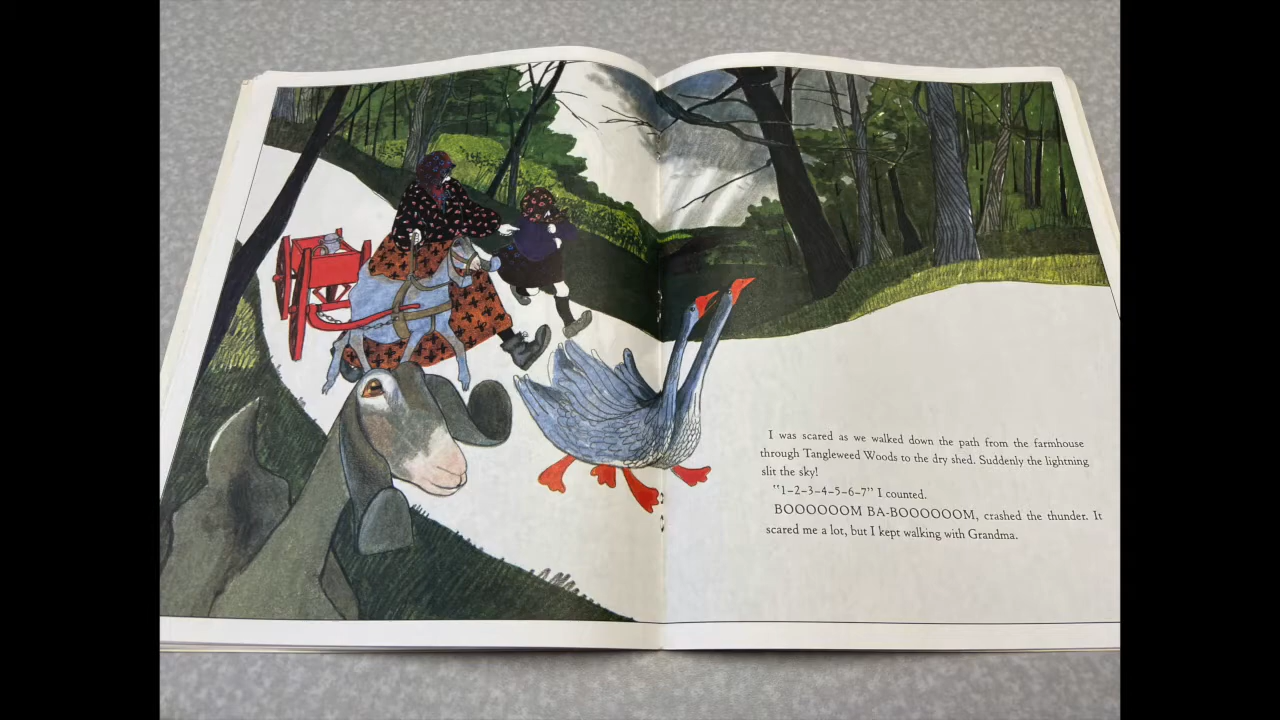 I was scared as we walked down the path from the farmhouse
through Tangleweed Woods to the dry shed. Suddenly the lightning
slit the sky!
"1-2-3-4-5-6-7" I counted.
BOOOOOOM BA-BOOOOOOM, crashed the thunder. It
scared me a lot, but I kept walking with Grandma.